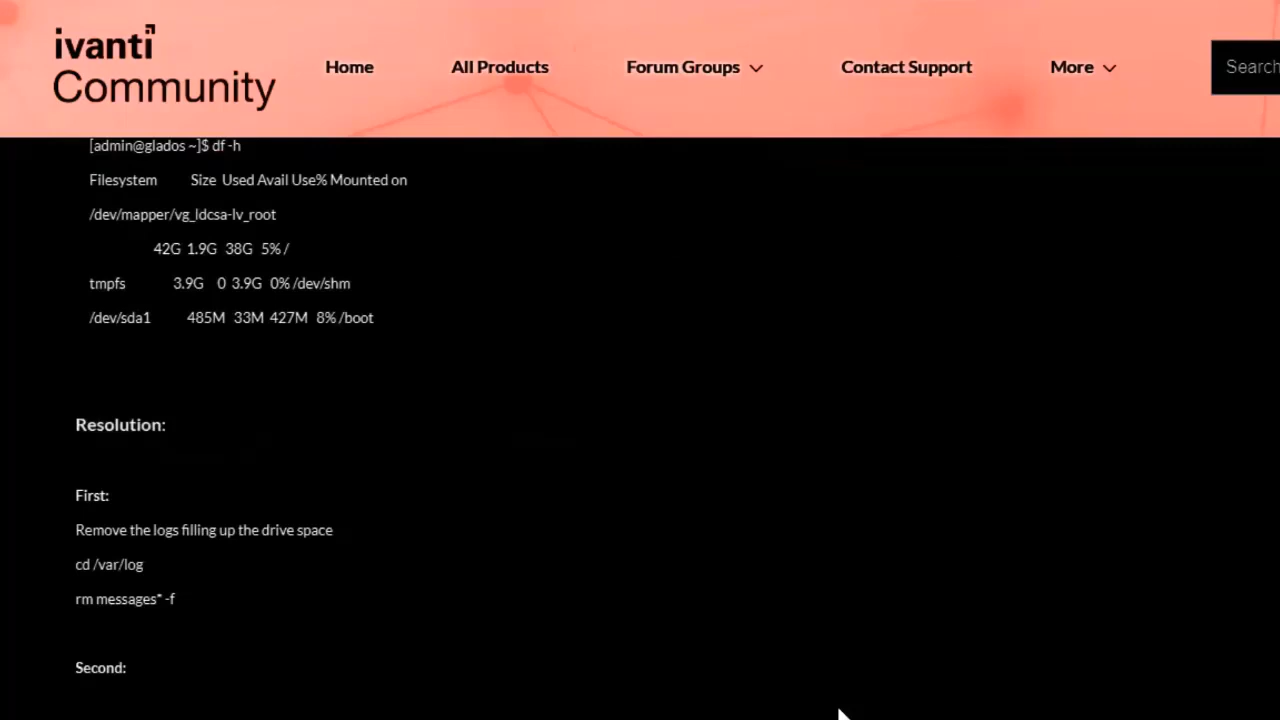 ivanti
Community
Home All Products Forum Groups Contact Support More Search
[admin@glados ~]$ df -h
Filesystem Size Used Avail Use% Mounted on
/dev/mapper/vg_ldcsa-lv_root
42G 1.9G 38G 5% /
tmpfs 3.9G 0 3.9G 0% /dev/shm
/dev/sda1 485M 33M 427M 8% /boot
Resolution:
First:
Remove the logs filling up the drive space
cd /var/log
rm messages* -f
Second: